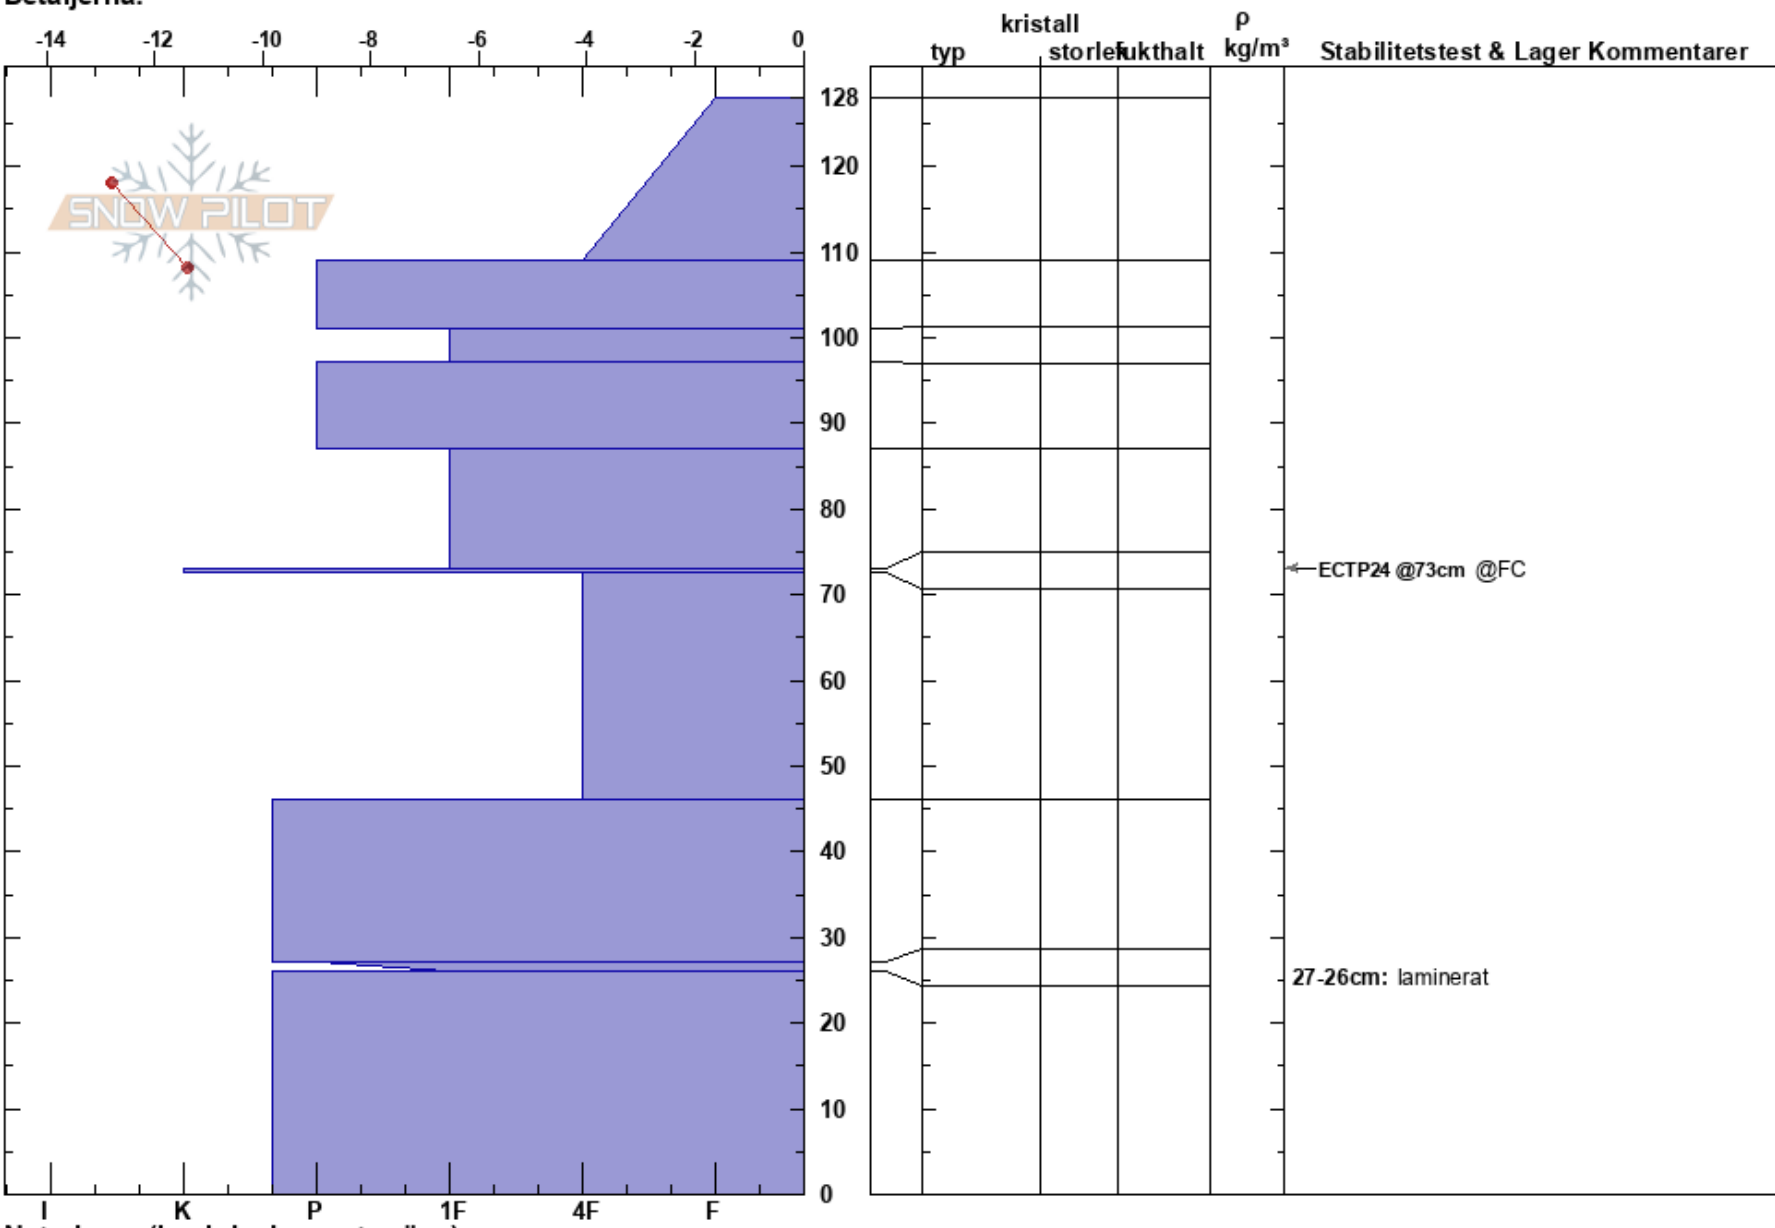 Betaljerna:
kristall
ρ
-14 -12 -10 -8 -6 -4 -2 0
typ storlek fukthalt kg/m³ Stabilitetstest & Lager Kommentarer
128
120
SNOW PILOT
110
100
90
80
ECTP24 @73cm @FC
70
60
50
40
30
27-26cm: laminerat
20
10
0
I K P 1F 4F F